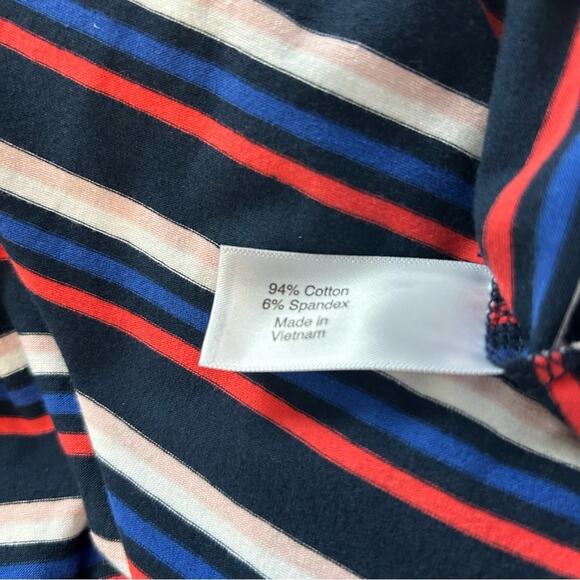 94% Cotton
6% Spandex
Made in
Vietnam